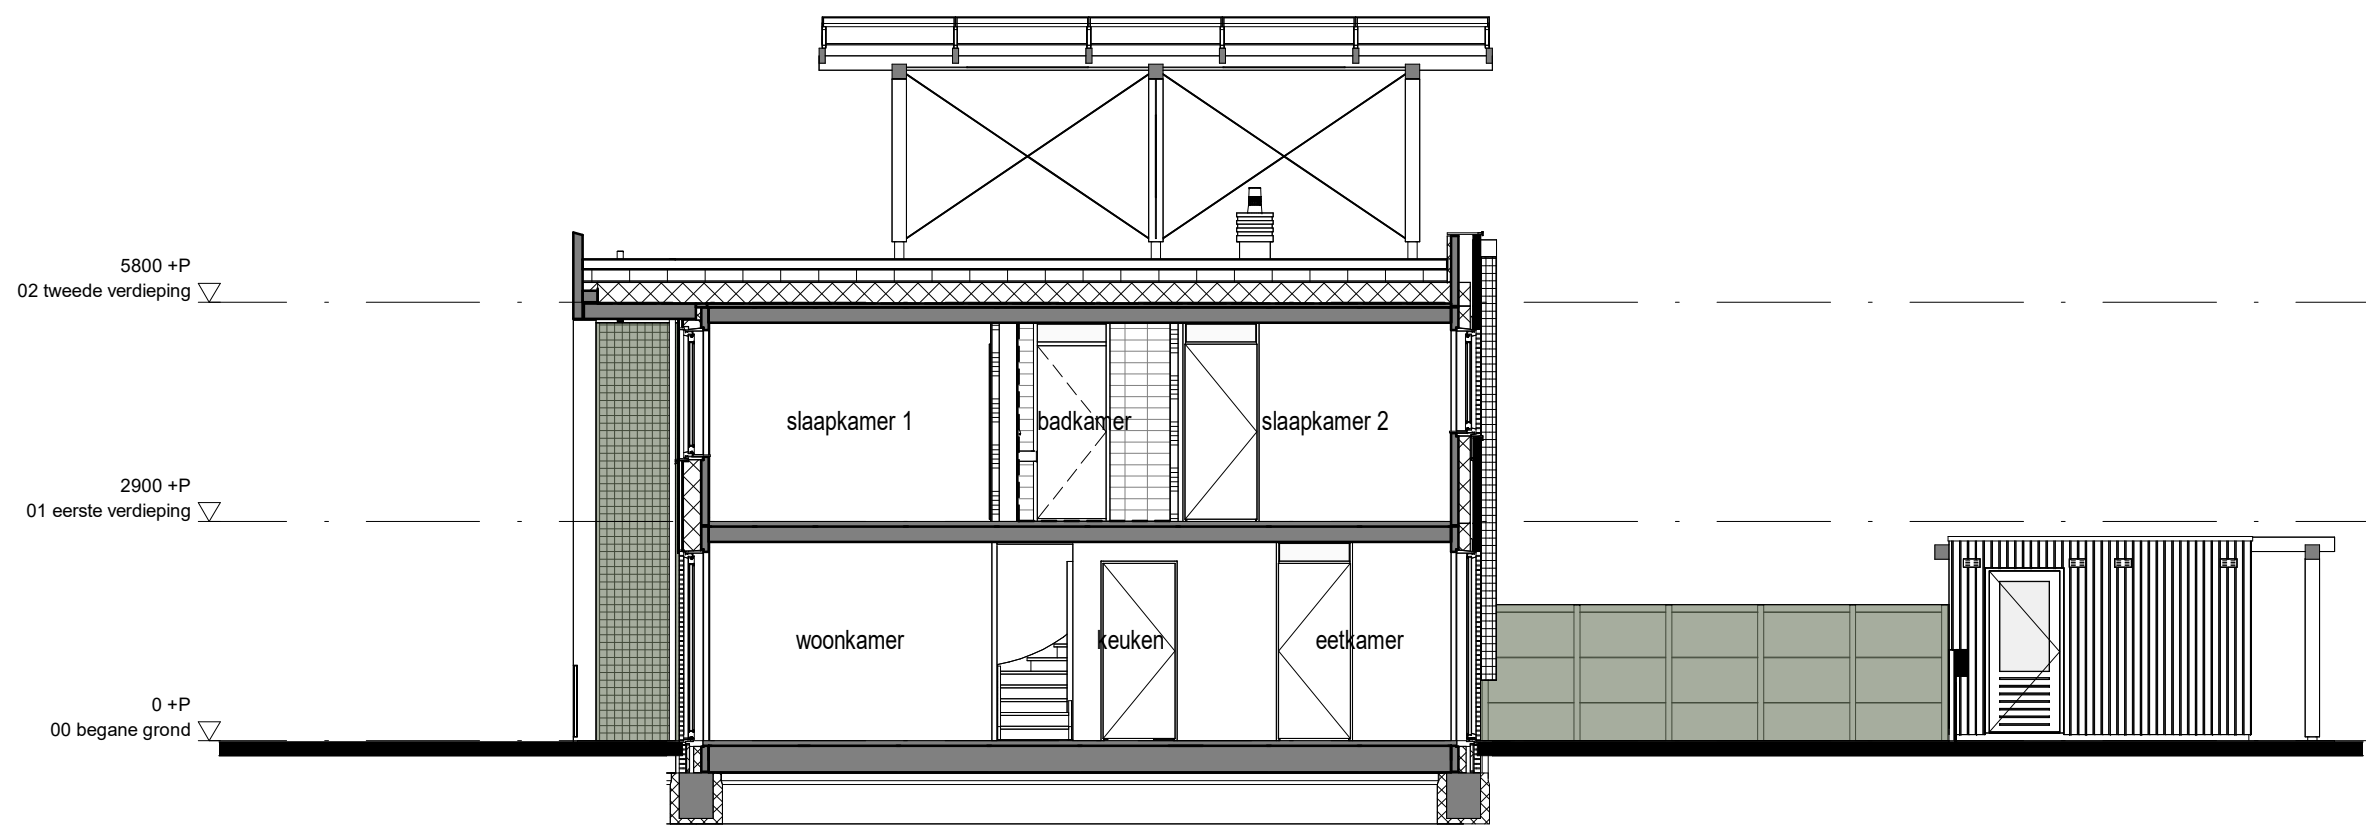 5800 +P
02 tweede verdieping
slaapkamer 1
badkamer
slaapkamer 2
2900 +P
01 eerste verdieping
woonkamer
keuken
eetkamer
0 +P
00 begane grond